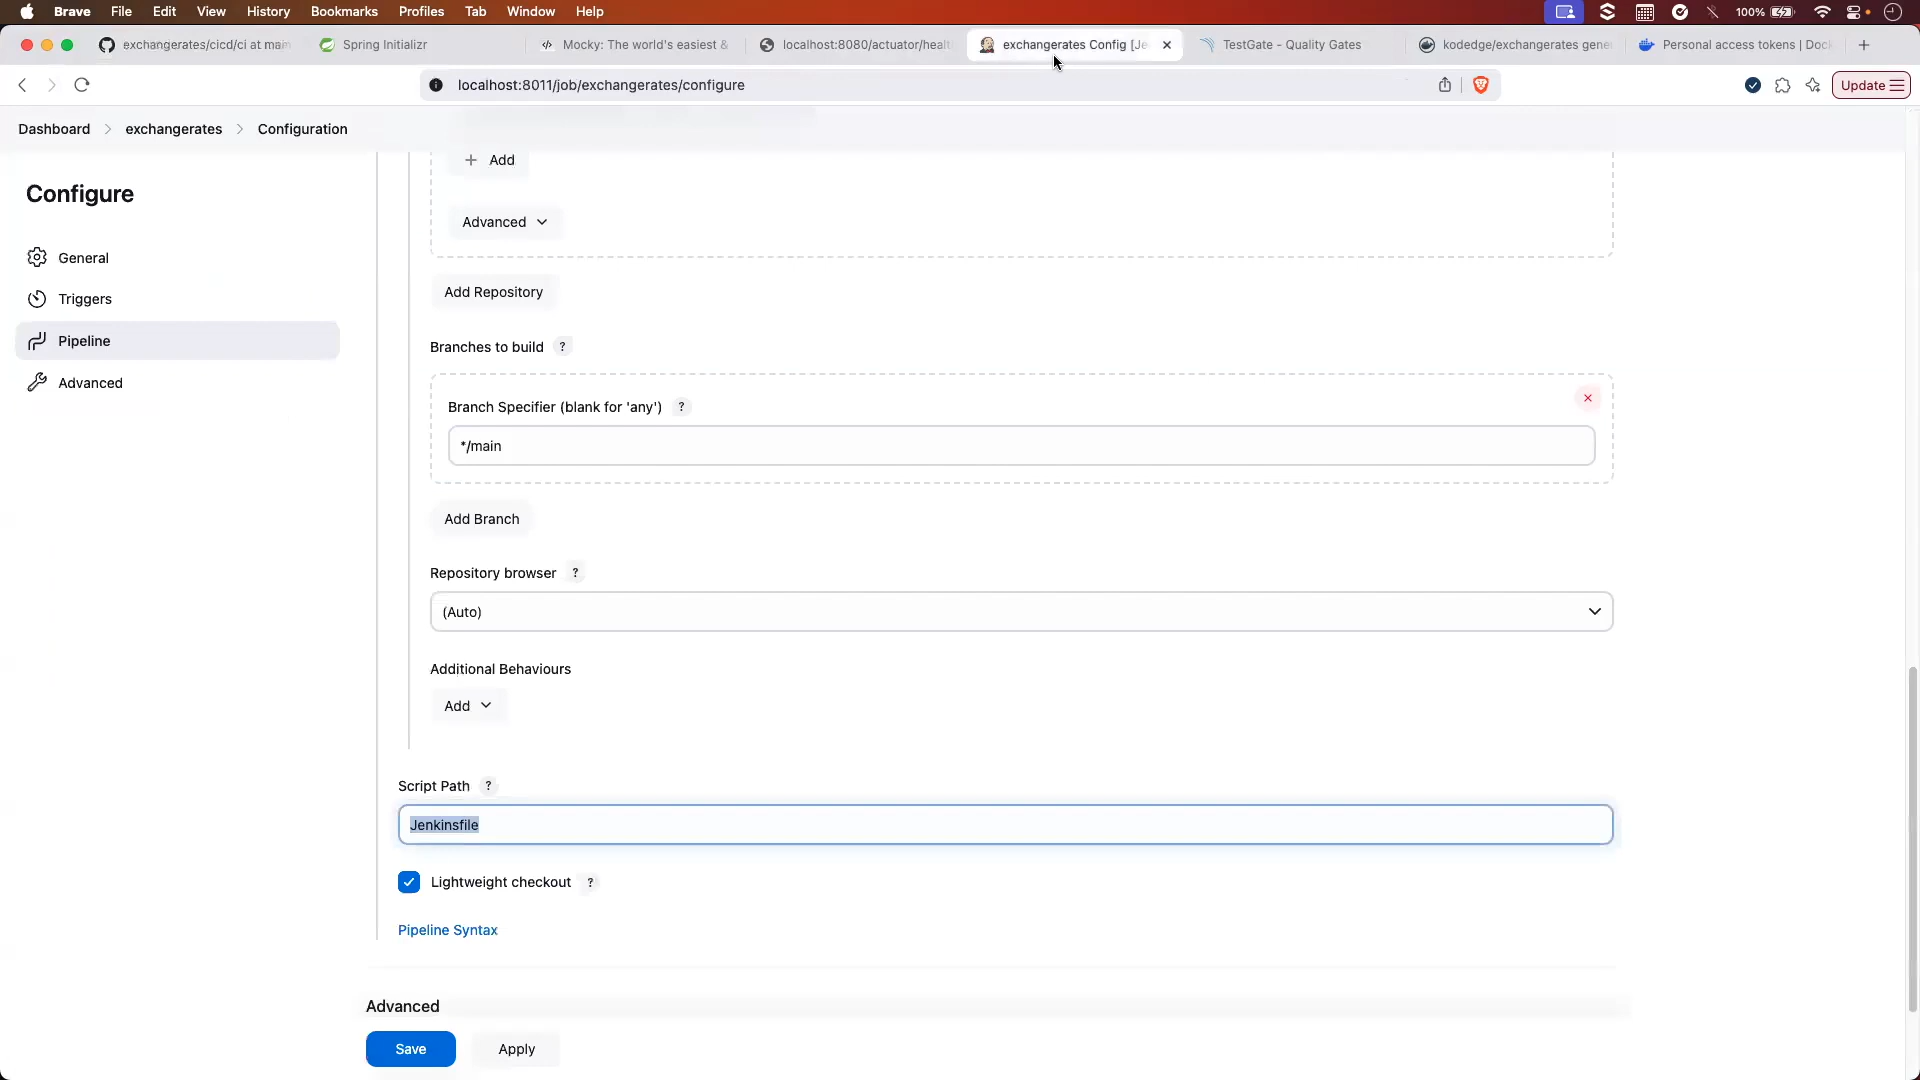 Brave File Edit View History Bookmarks Profiles Tab Window Help 100%
exchangerates/cicd/ci at main
Spring Initializr
Mocky: The world's easiest &
localhost:8080/actuator/healt
exchangerates Config [Je
TestGate - Quality Gates
kodedge/exchangerates gene
Personal access tokens | Dock
localhost:8011/job/exchangerates/configure
Update
Dashboard > exchangerates > Configuration
Configure
General
Triggers
Pipeline
Advanced
+ Add
Advanced
Add Repository
Branches to build ?
Branch Specifier (blank for 'any') ?
*/main
Add Branch
Repository browser ?
(Auto)
Additional Behaviours
Add
Script Path ?
Jenkinsfile
Lightweight checkout ?
Pipeline Syntax
Advanced
Save
Apply